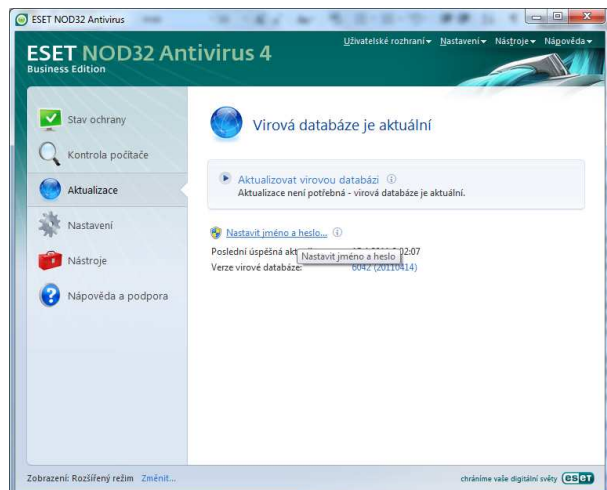 ESET NOD32 Antivirus
ESET NOD32 Antivirus 4
Business Edition
Uživatelské rozhraní Nastavení Nástroje Nápověda
Stav ochrany
Kontrola počítače
Aktualizace
Nastavení
Nástroje
Nápověda a podpora
Virová databáze je aktuální
Aktualizovat virovou databázi
Aktualizace není potřebná - virová databáze je aktuální.
Nastavit jméno a heslo...
Poslední úspěšná
Nastavit jméno a heslo
Verze virové databáze: 6042 (20110414)
Zobrazení: Rozšířený režim Změnit...
chráníme vaše digitální světy eset